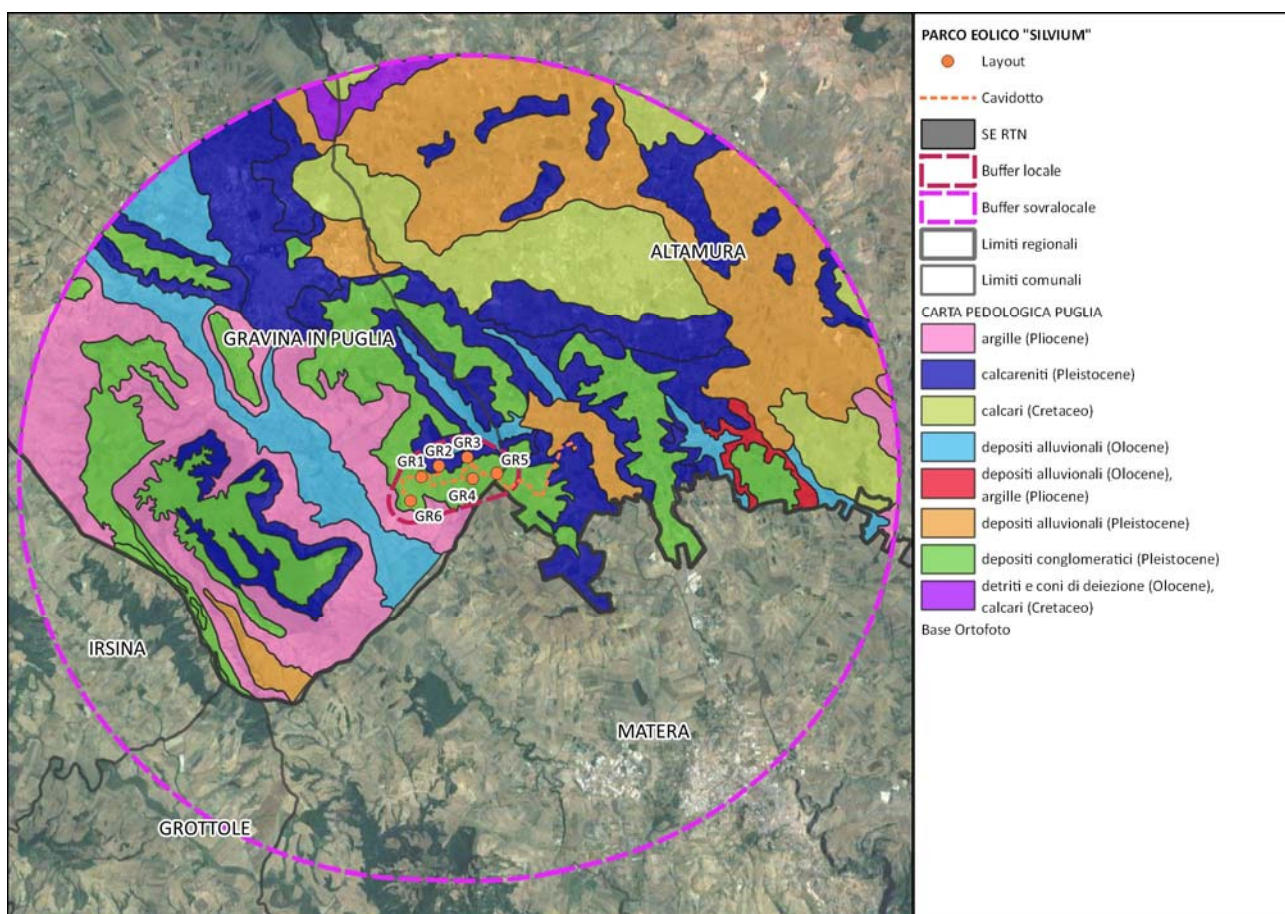 ALTAMURA
GRAVINA IN PUGLIA
GR3
GR2
GR1
GR5
GR4
GR6
IRSINA
MATERA
GROTTOLE
PARCO EOLICO "SILVIUM"
Layout
Cavidotto
SE RTN
Buffer locale
Buffer sovralocale
Limiti regionali
Limiti comunali
CARTA PEDOLOGICA PUGLIA
argille (Pliocene)
calcareniti (Pleistocene)
calcari (Cretaceo)
depositi alluvionali (Olocene)
depositi alluvionali (Olocene),
argille (Pliocene)
depositi alluvionali (Pleistocene)
depositi conglomeratici (Pleistocene)
detriti e coni di deiezione (Olocene),
calcari (Cretaceo)
Base Ortofoto